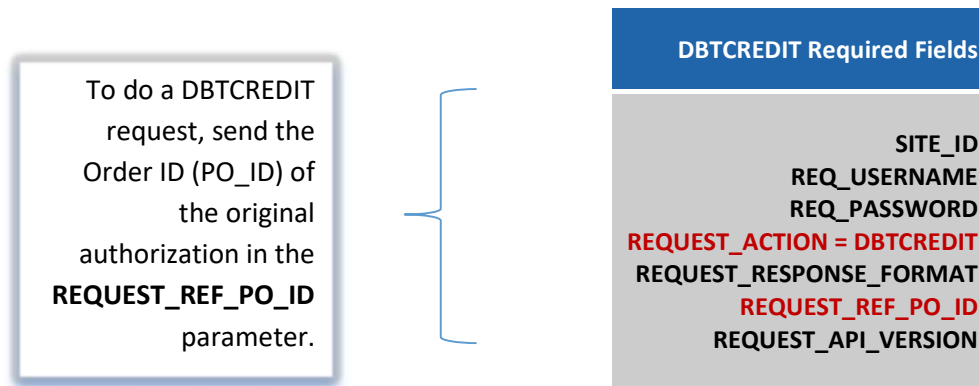 To do a DBTCREDIT
request, send the
Order ID (PO_ID) of
the original
authorization in the
REQUEST_REF_PO_ID
parameter.
DBTCREDIT Required Fields
SITE_ID
REQ_USERNAME
REQ_PASSWORD
REQUEST_ACTION = DBTCREDIT
REQUEST_RESPONSE_FORMAT
REQUEST_REF_PO_ID
REQUEST_API_VERSION